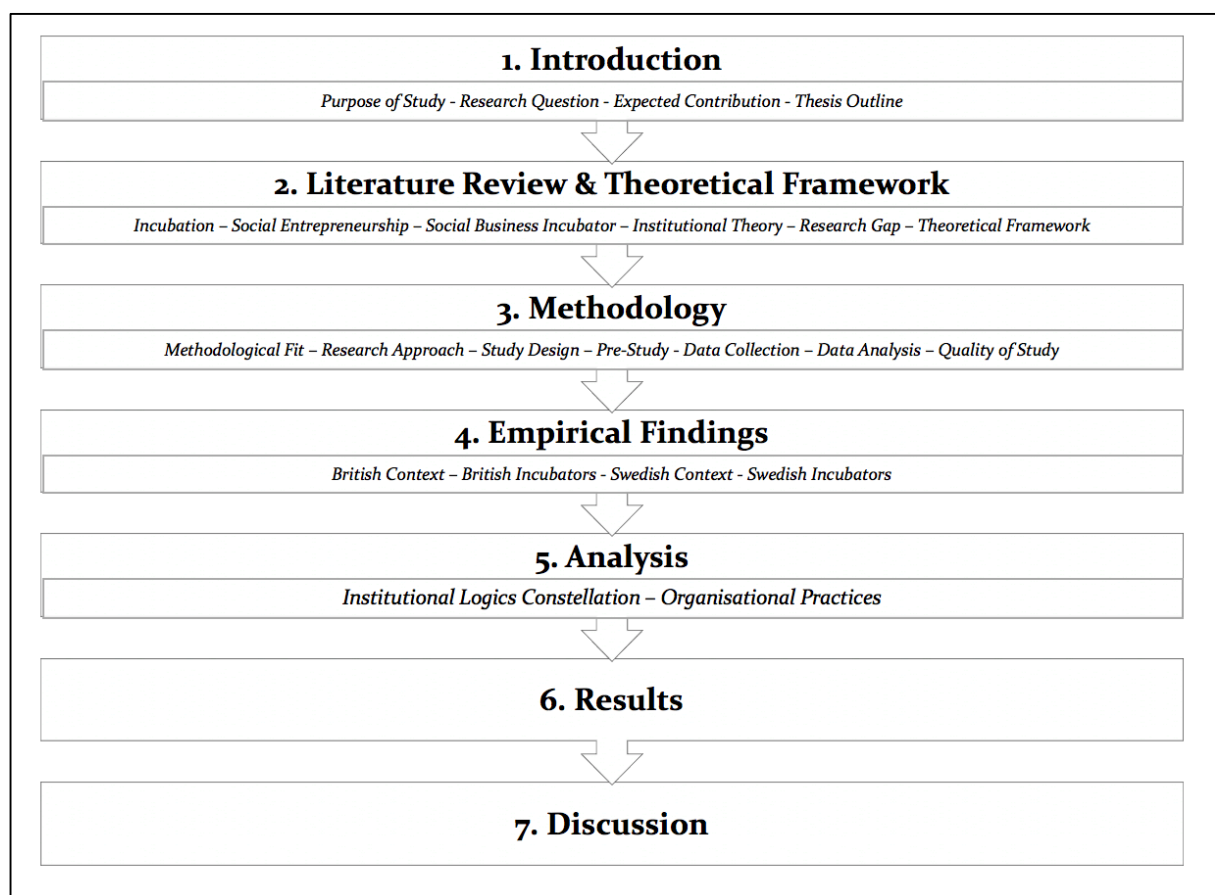 1. Introduction
Purpose of Study - Research Question - Expected Contribution - Thesis Outline
2. Literature Review & Theoretical Framework
Incubation – Social Entrepreneurship – Social Business Incubator – Institutional Theory – Research Gap – Theoretical Framework
3. Methodology
Methodological Fit – Research Approach – Study Design – Pre-Study - Data Collection – Data Analysis – Quality of Study
4. Empirical Findings
British Context – British Incubators - Swedish Context - Swedish Incubators
5. Analysis
Institutional Logics Constellation – Organisational Practices
6. Results
7. Discussion